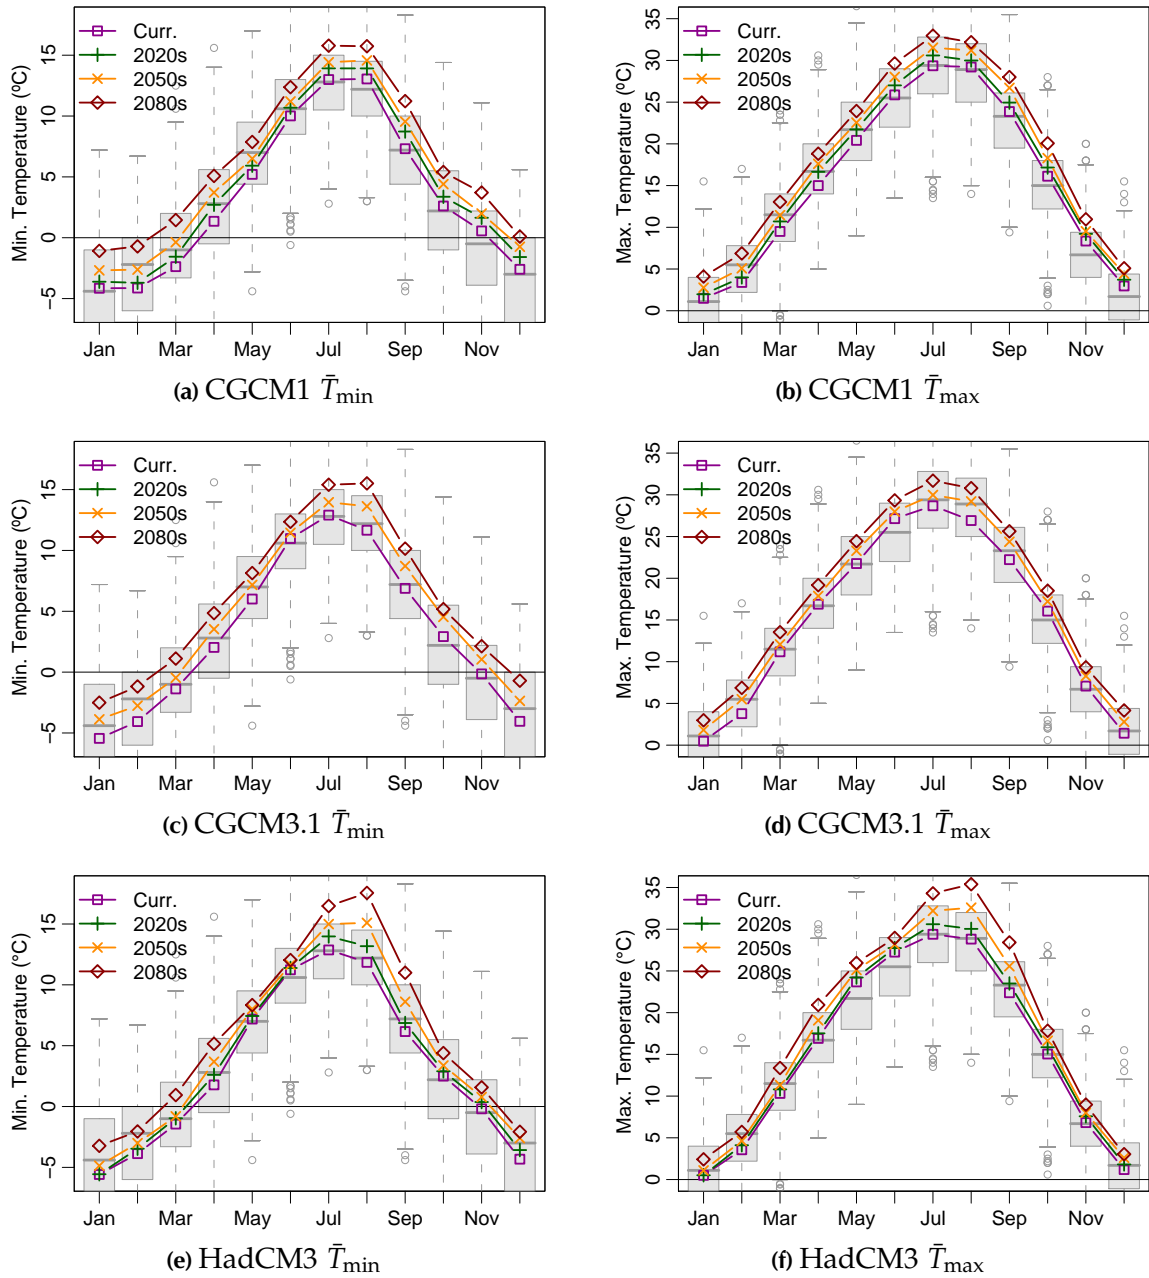 Min. Temperature (ºC)
15
10
5
0
−5
Curr.
2020s
2050s
2080s
Jan Mar May Jul Sep Nov
(a) CGCM1 T̄min
Max. Temperature (ºC)
35
30
25
20
15
10
5
0
Curr.
2020s
2050s
2080s
Jan Mar May Jul Sep Nov
(b) CGCM1 T̄max
Min. Temperature (ºC)
15
10
5
0
−5
Curr.
2020s
2050s
2080s
Jan Mar May Jul Sep Nov
(c) CGCM3.1 T̄min
Max. Temperature (ºC)
35
30
25
20
15
10
5
0
Curr.
2020s
2050s
2080s
Jan Mar May Jul Sep Nov
(d) CGCM3.1 T̄max
Min. Temperature (ºC)
15
10
5
0
−5
Curr.
2020s
2050s
2080s
Jan Mar May Jul Sep Nov
(e) HadCM3 T̄min
Max. Temperature (ºC)
35
30
25
20
15
10
5
0
Curr.
2020s
2050s
2080s
Jan Mar May Jul Sep Nov
(f) HadCM3 T̄max